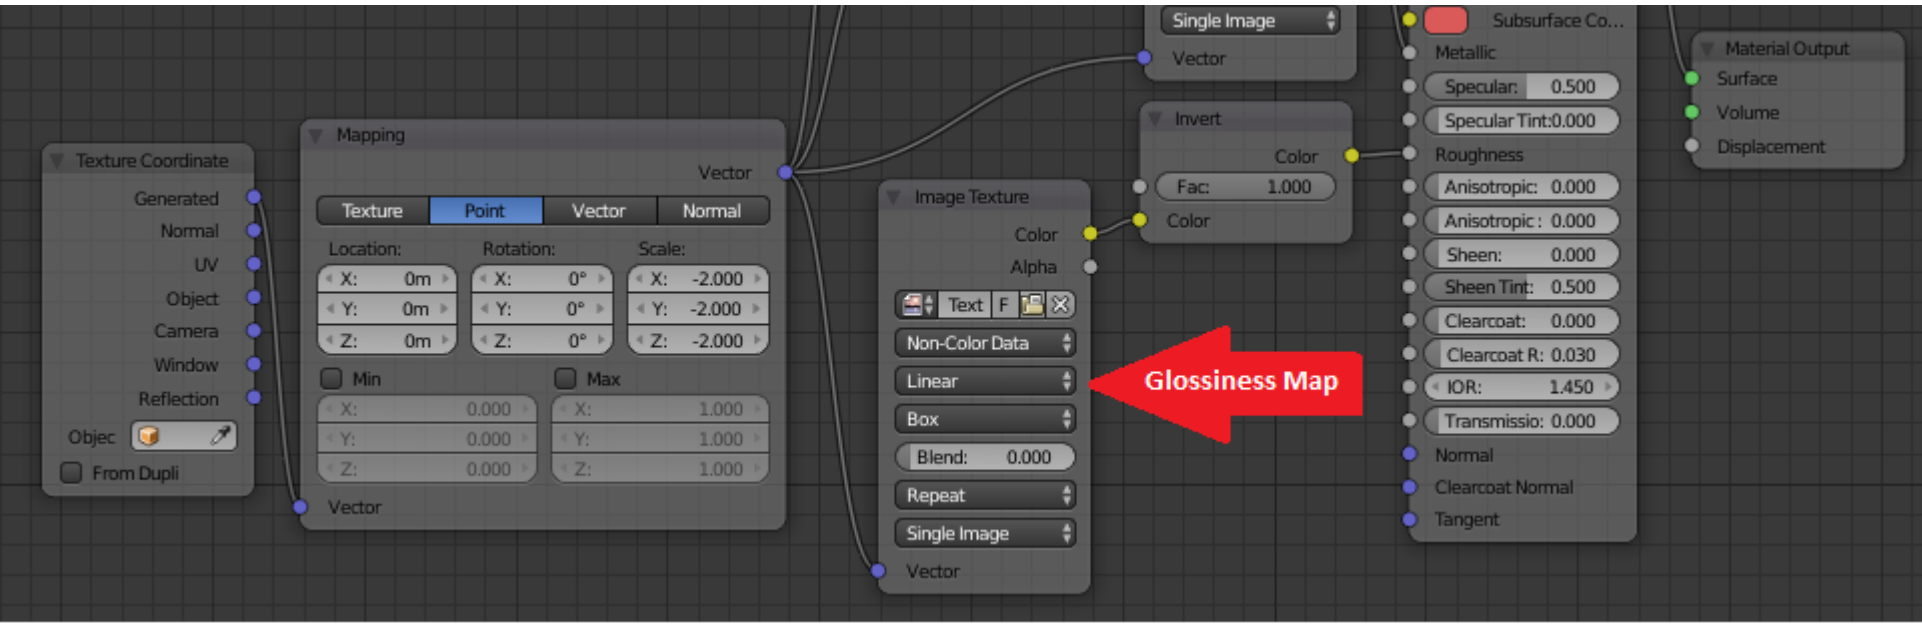 Texture Coordinate
Generated
Normal
UV
Object
Camera
Window
Reflection
Objec
From Dupli
Mapping
Vector
Texture Point Vector Normal
Location: Rotation: Scale:
X: 0m X: 0° X: -2.000
Y: 0m Y: 0° Y: -2.000
Z: 0m Z: 0° Z: -2.000
Min Max
X: 0.000 X: 1.000
Y: 0.000 Y: 1.000
Z: 0.000 Z: 1.000
Vector
Image Texture
Color
Alpha
Text F
Non-Color Data
Linear
Box
Blend: 0.000
Repeat
Single Image
Vector
Glossiness Map
Single Image
Vector
Invert
Color
Fac: 1.000
Color
Subsurface Co...
Metallic
Specular: 0.500
Specular Tint:0.000
Roughness
Anisotropic: 0.000
Anisotropic : 0.000
Sheen: 0.000
Sheen Tint: 0.500
Clearcoat: 0.000
Clearcoat R: 0.030
IOR: 1.450
Transmissio: 0.000
Normal
Clearcoat Normal
Tangent
Material Output
Surface
Volume
Displacement